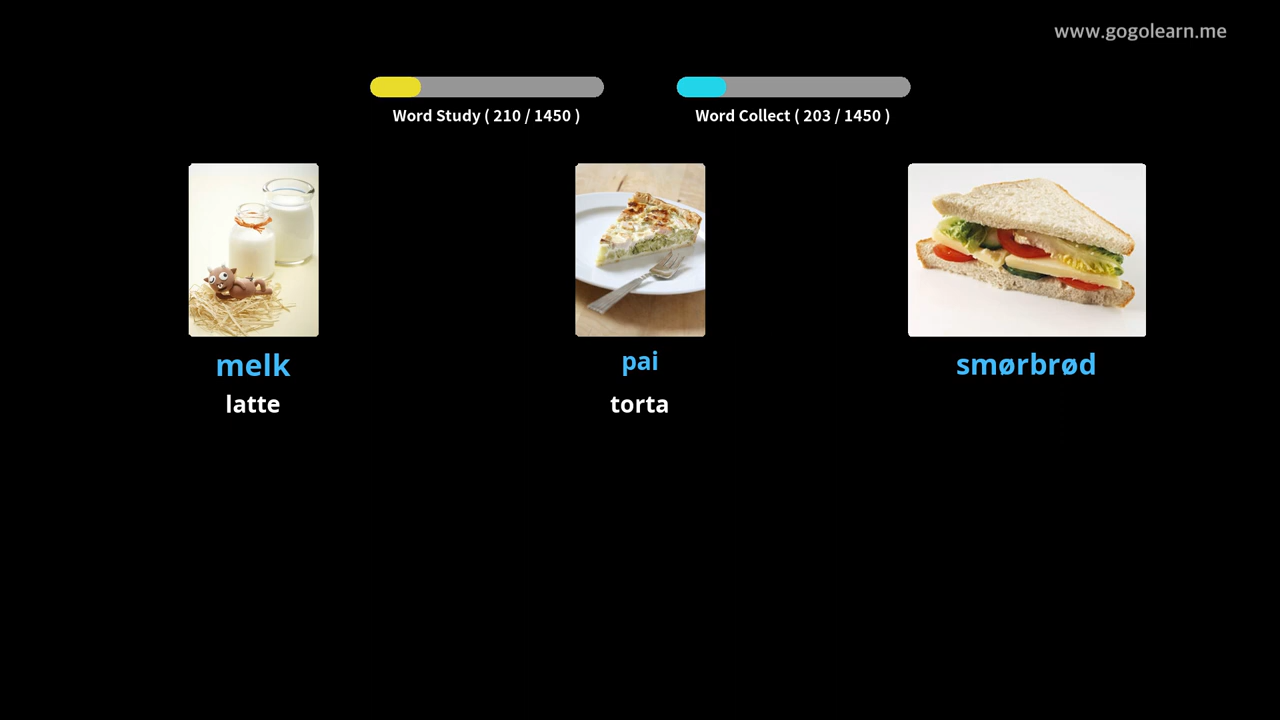 www.gogolearn.me
Word Study ( 210 / 1450 )
Word Collect ( 203 / 1450 )
melk
latte
pai
torta
smørbrød